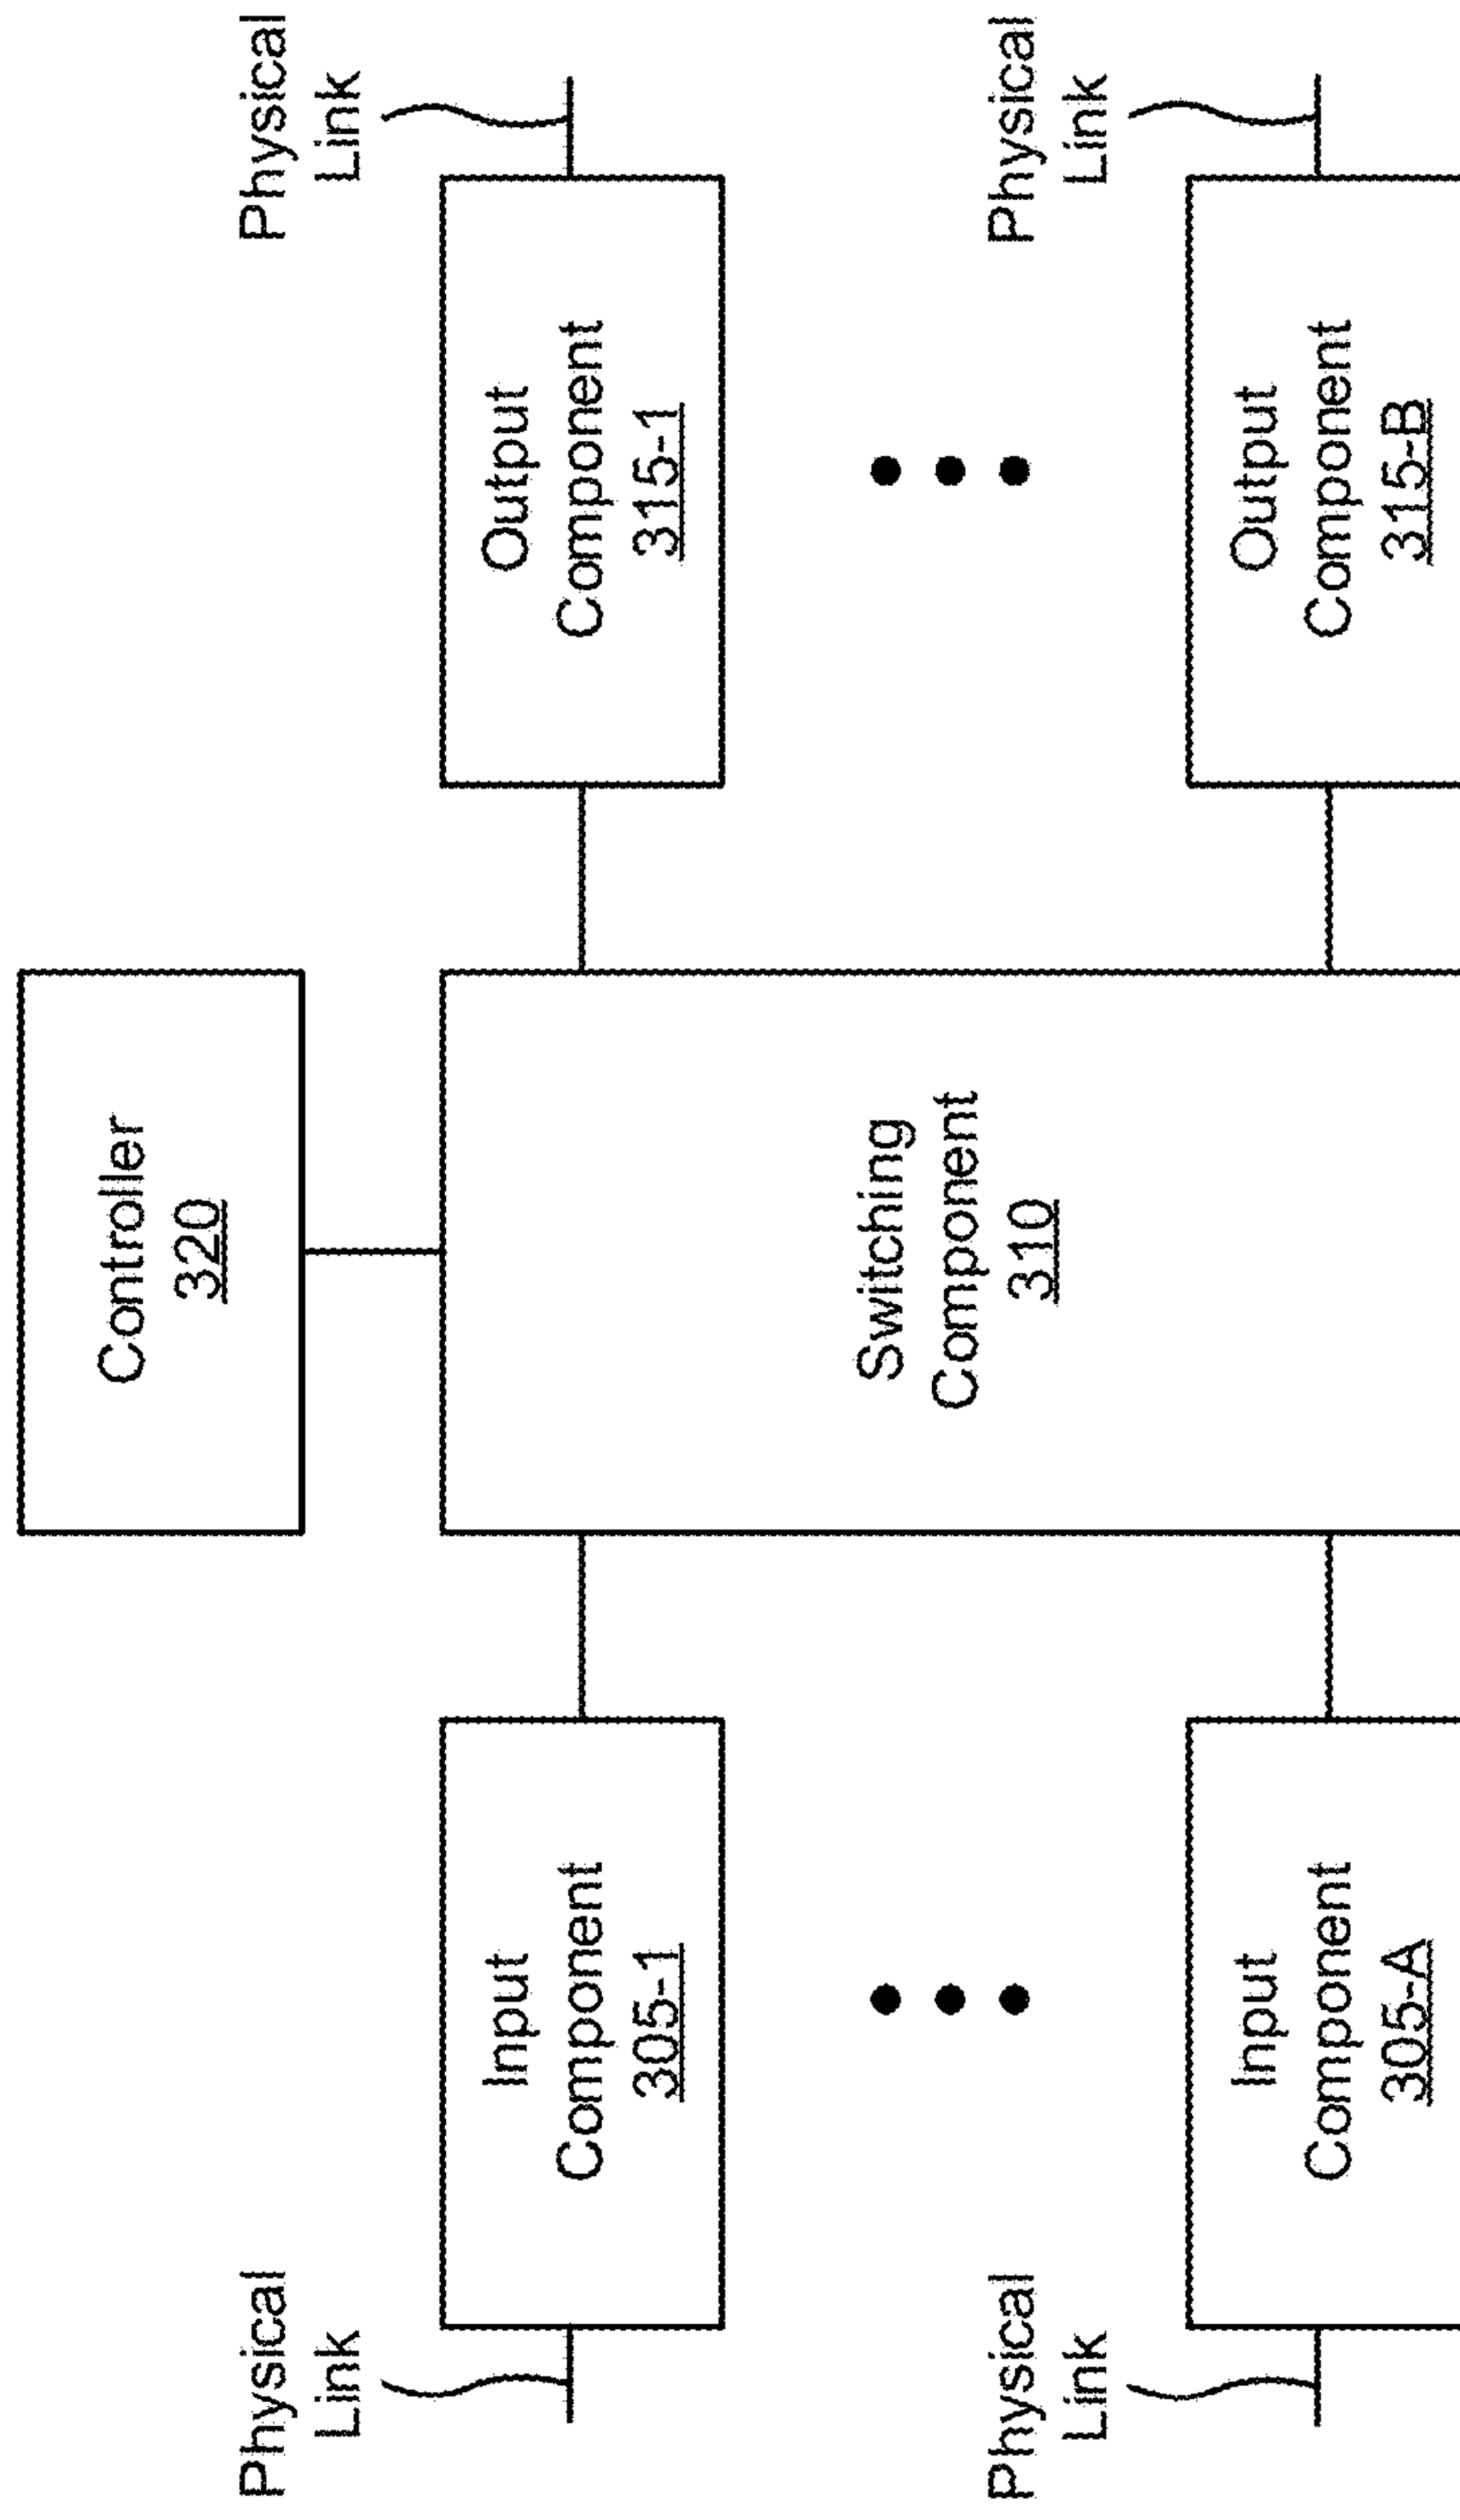 Controller
320
Physical
Link
Physical
Link
Input
Component
305-1
Switching
Component
310
Output
Component
315-1
Physical
Link
Physical
Link
Input
Component
305-A
Output
Component
315-B